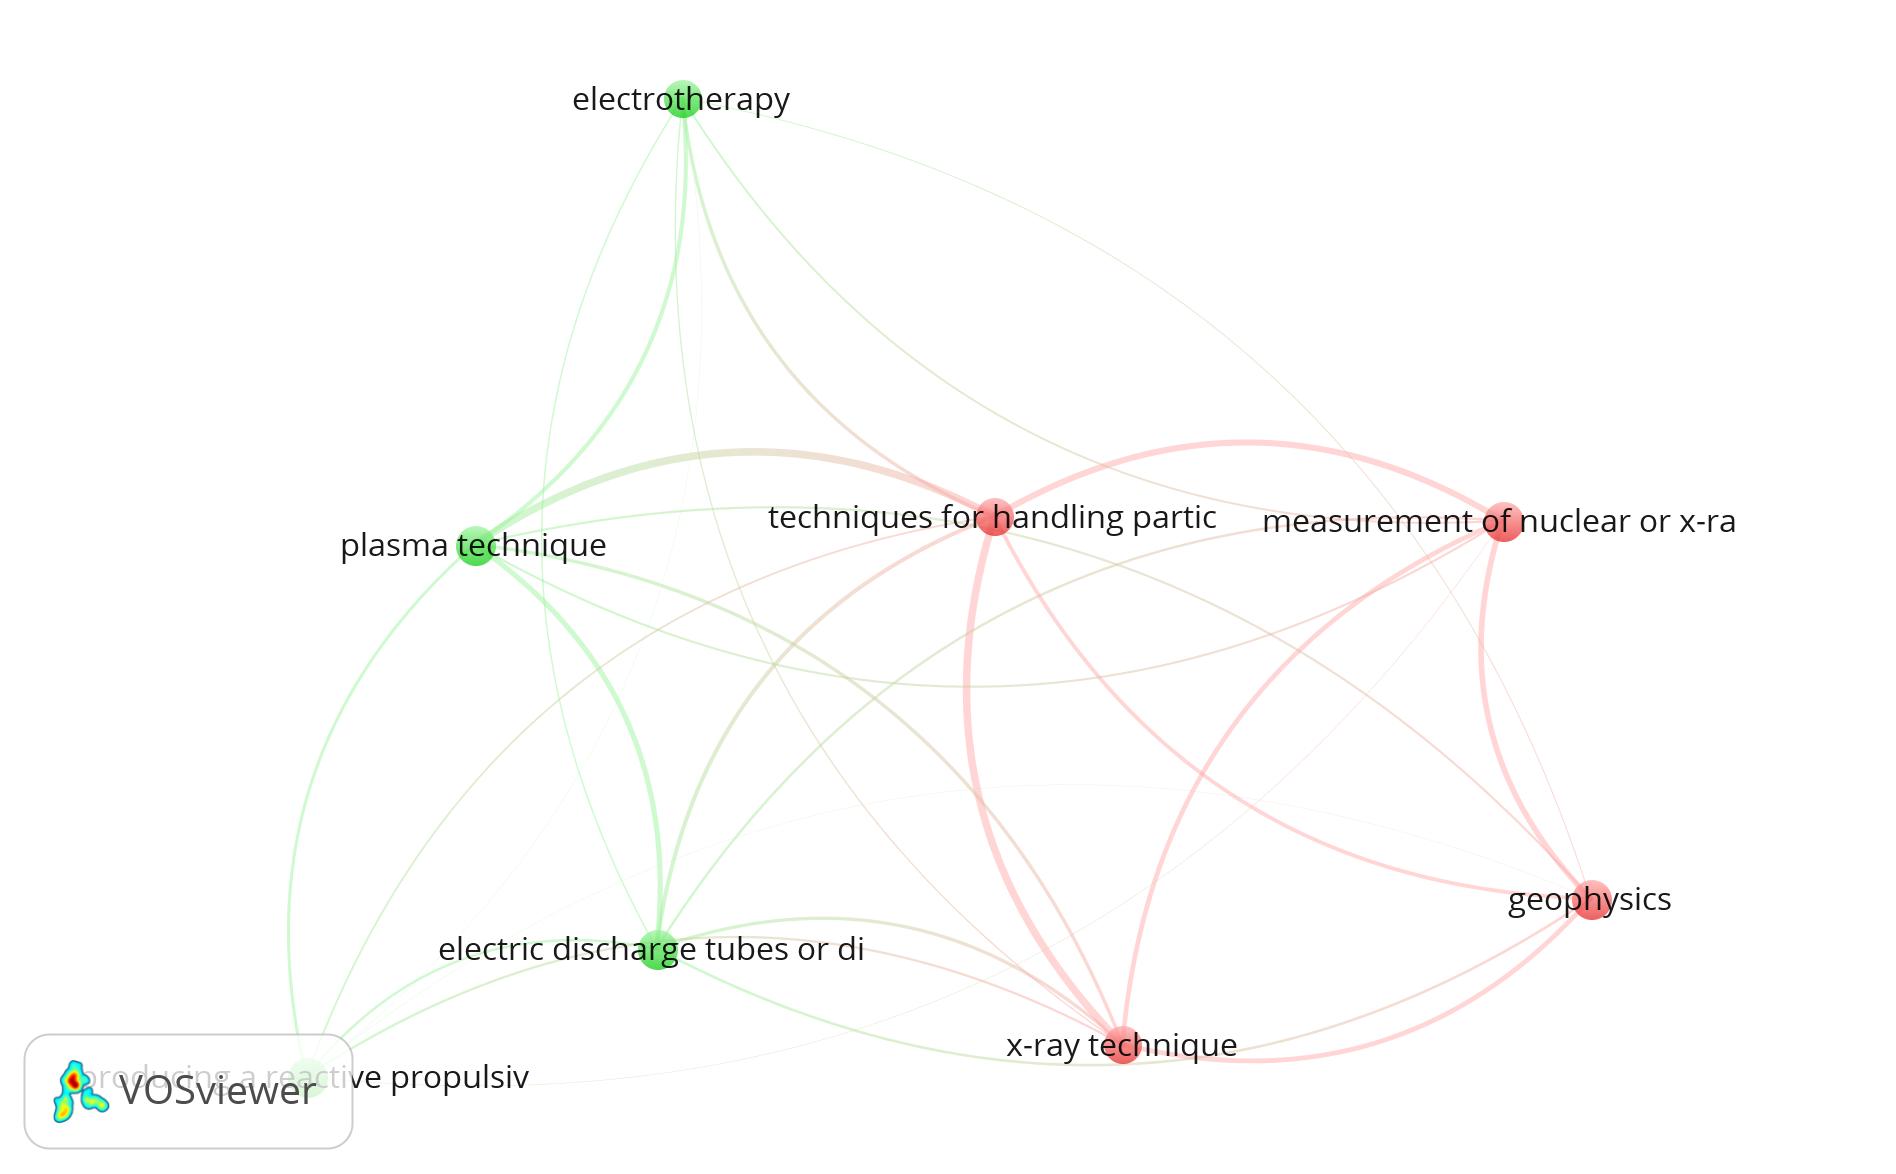 electrotherapy
techniques for handling partic
measurement of nuclear or x-ra
plasma technique
geophysics
electric discharge tubes or di
x-ray technique
producing a reactive propulsiv
VOSviewer